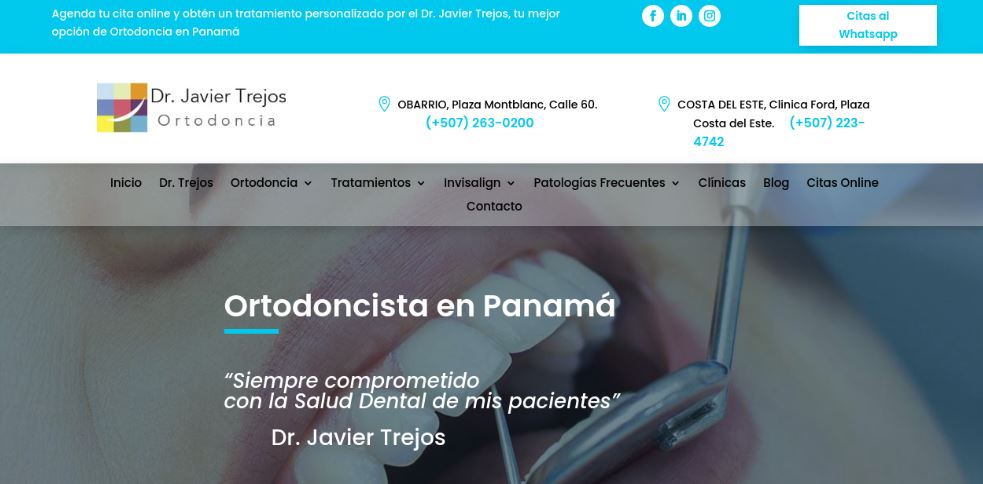 Agenda tu cita online y obtén un tratamiento personalizado por el Dr. Javier Trejos, tu mejor
opción de Ortodoncia en Panamá
Citas al
Whatsapp
Dr. Javier Trejos
Ortodoncia
OBARRIO, Plaza Montblanc, Calle 60.
(+507) 263-0200
COSTA DEL ESTE, Clinica Ford, Plaza
Costa del Este. (+507) 223-
4742
Inicio Dr. Trejos Ortodoncia Tratamientos Invisalign Patologías Frecuentes Clínicas Blog Citas Online
Contacto
Ortodoncista en Panamá
“Siempre comprometido
con la Salud Dental de mis pacientes”
Dr. Javier Trejos